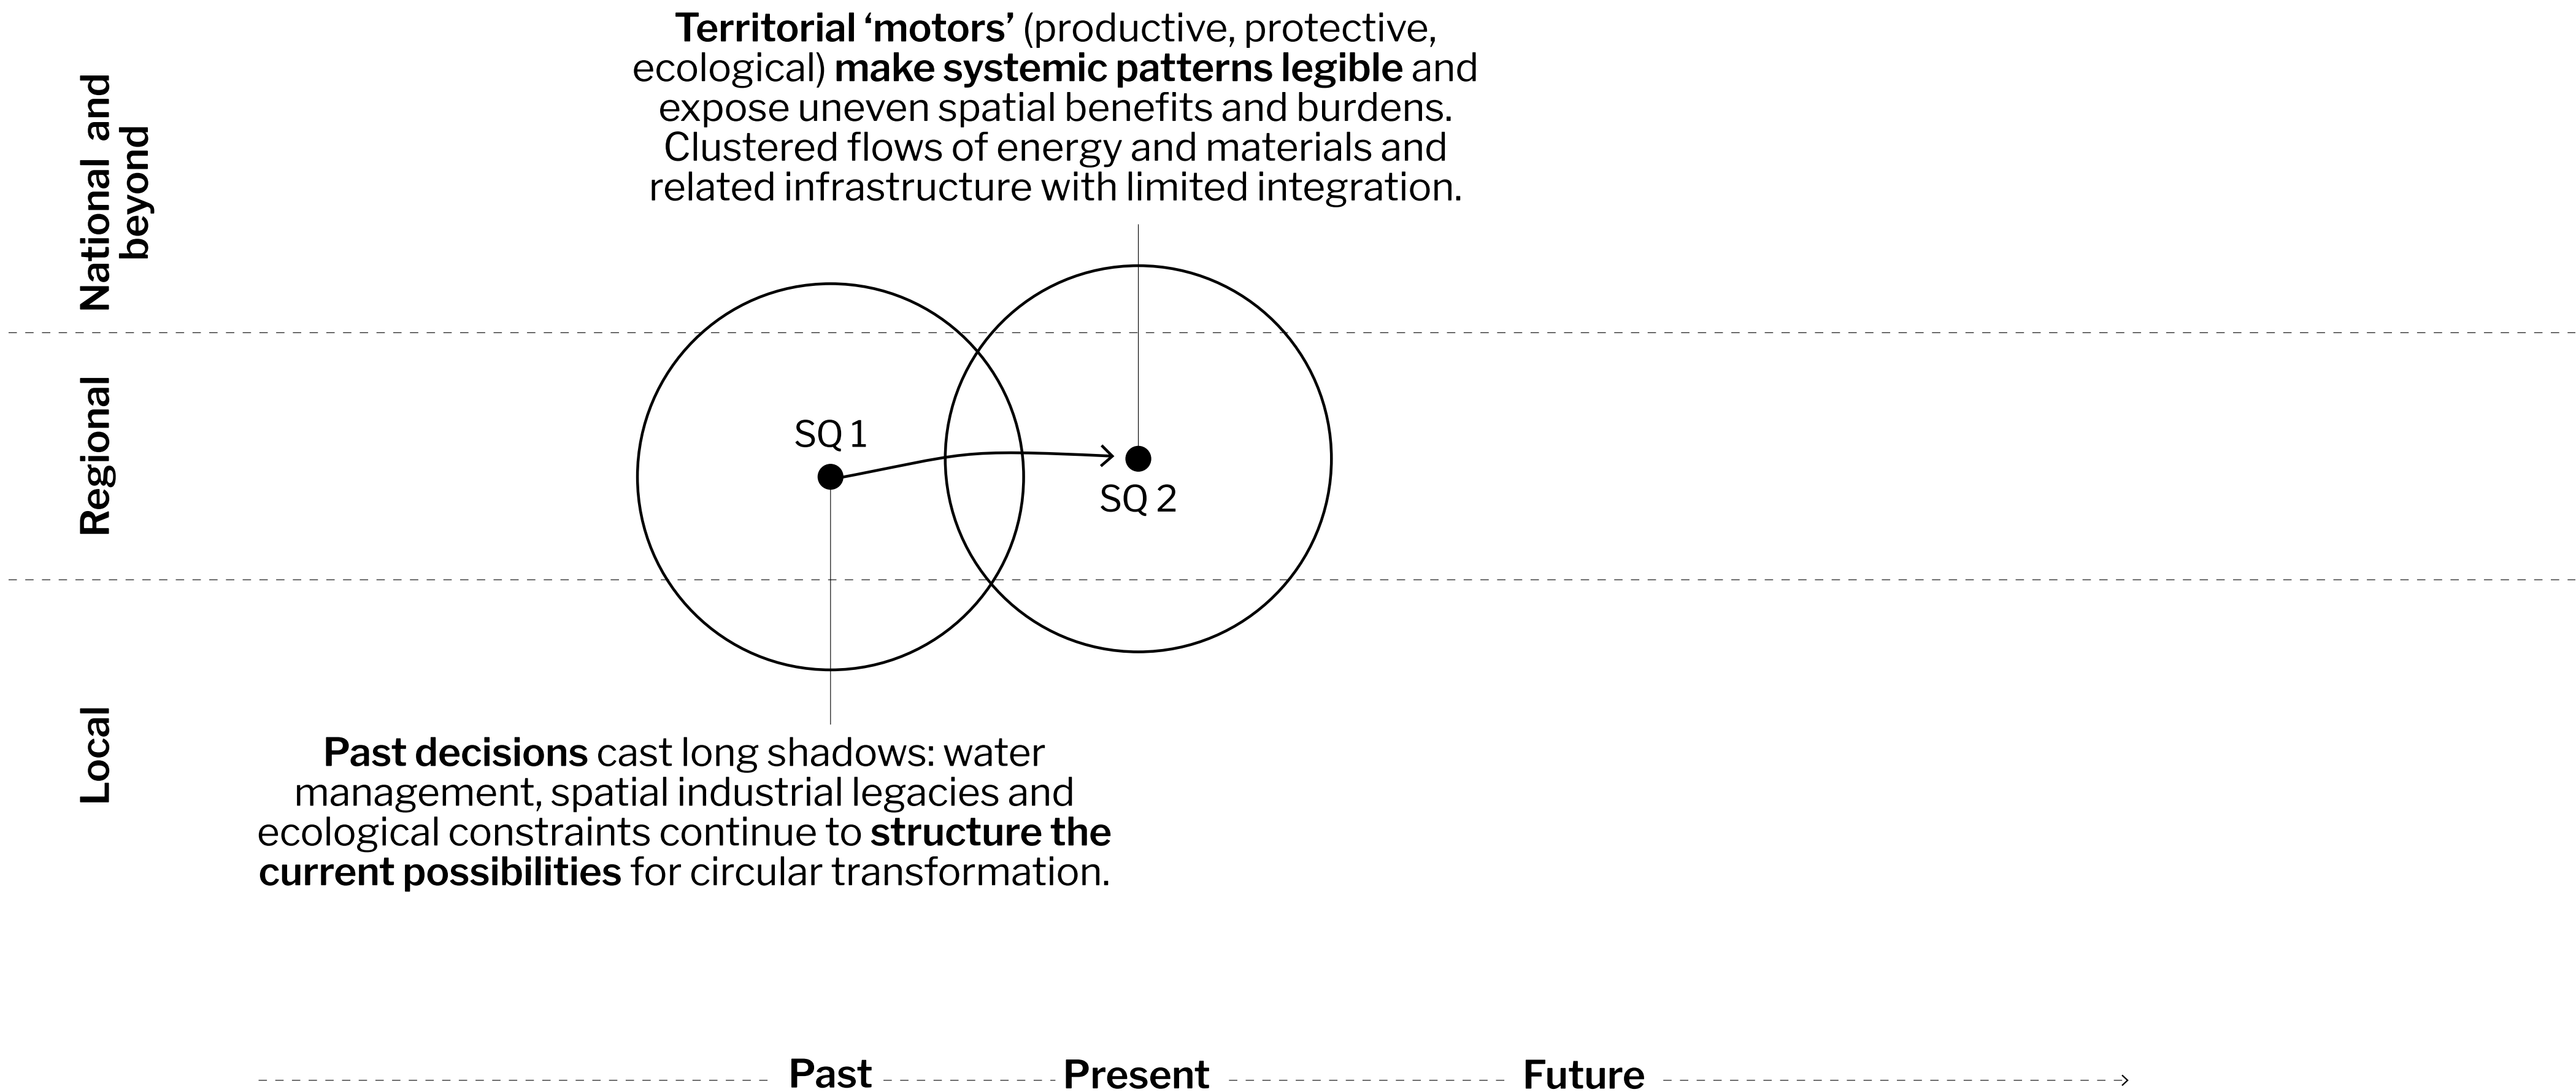 Territorial ‘motors’ (productive, protective,
ecological) make systemic patterns legible and
expose uneven spatial benefits and burdens.
Clustered flows of energy and materials and
related infrastructure with limited integration.
National and
beyond
Regional
SQ 1
SQ 2
Local
Past decisions cast long shadows: water
management, spatial industrial legacies and
ecological constraints continue to structure the
current possibilities for circular transformation.
Past
Present
Future